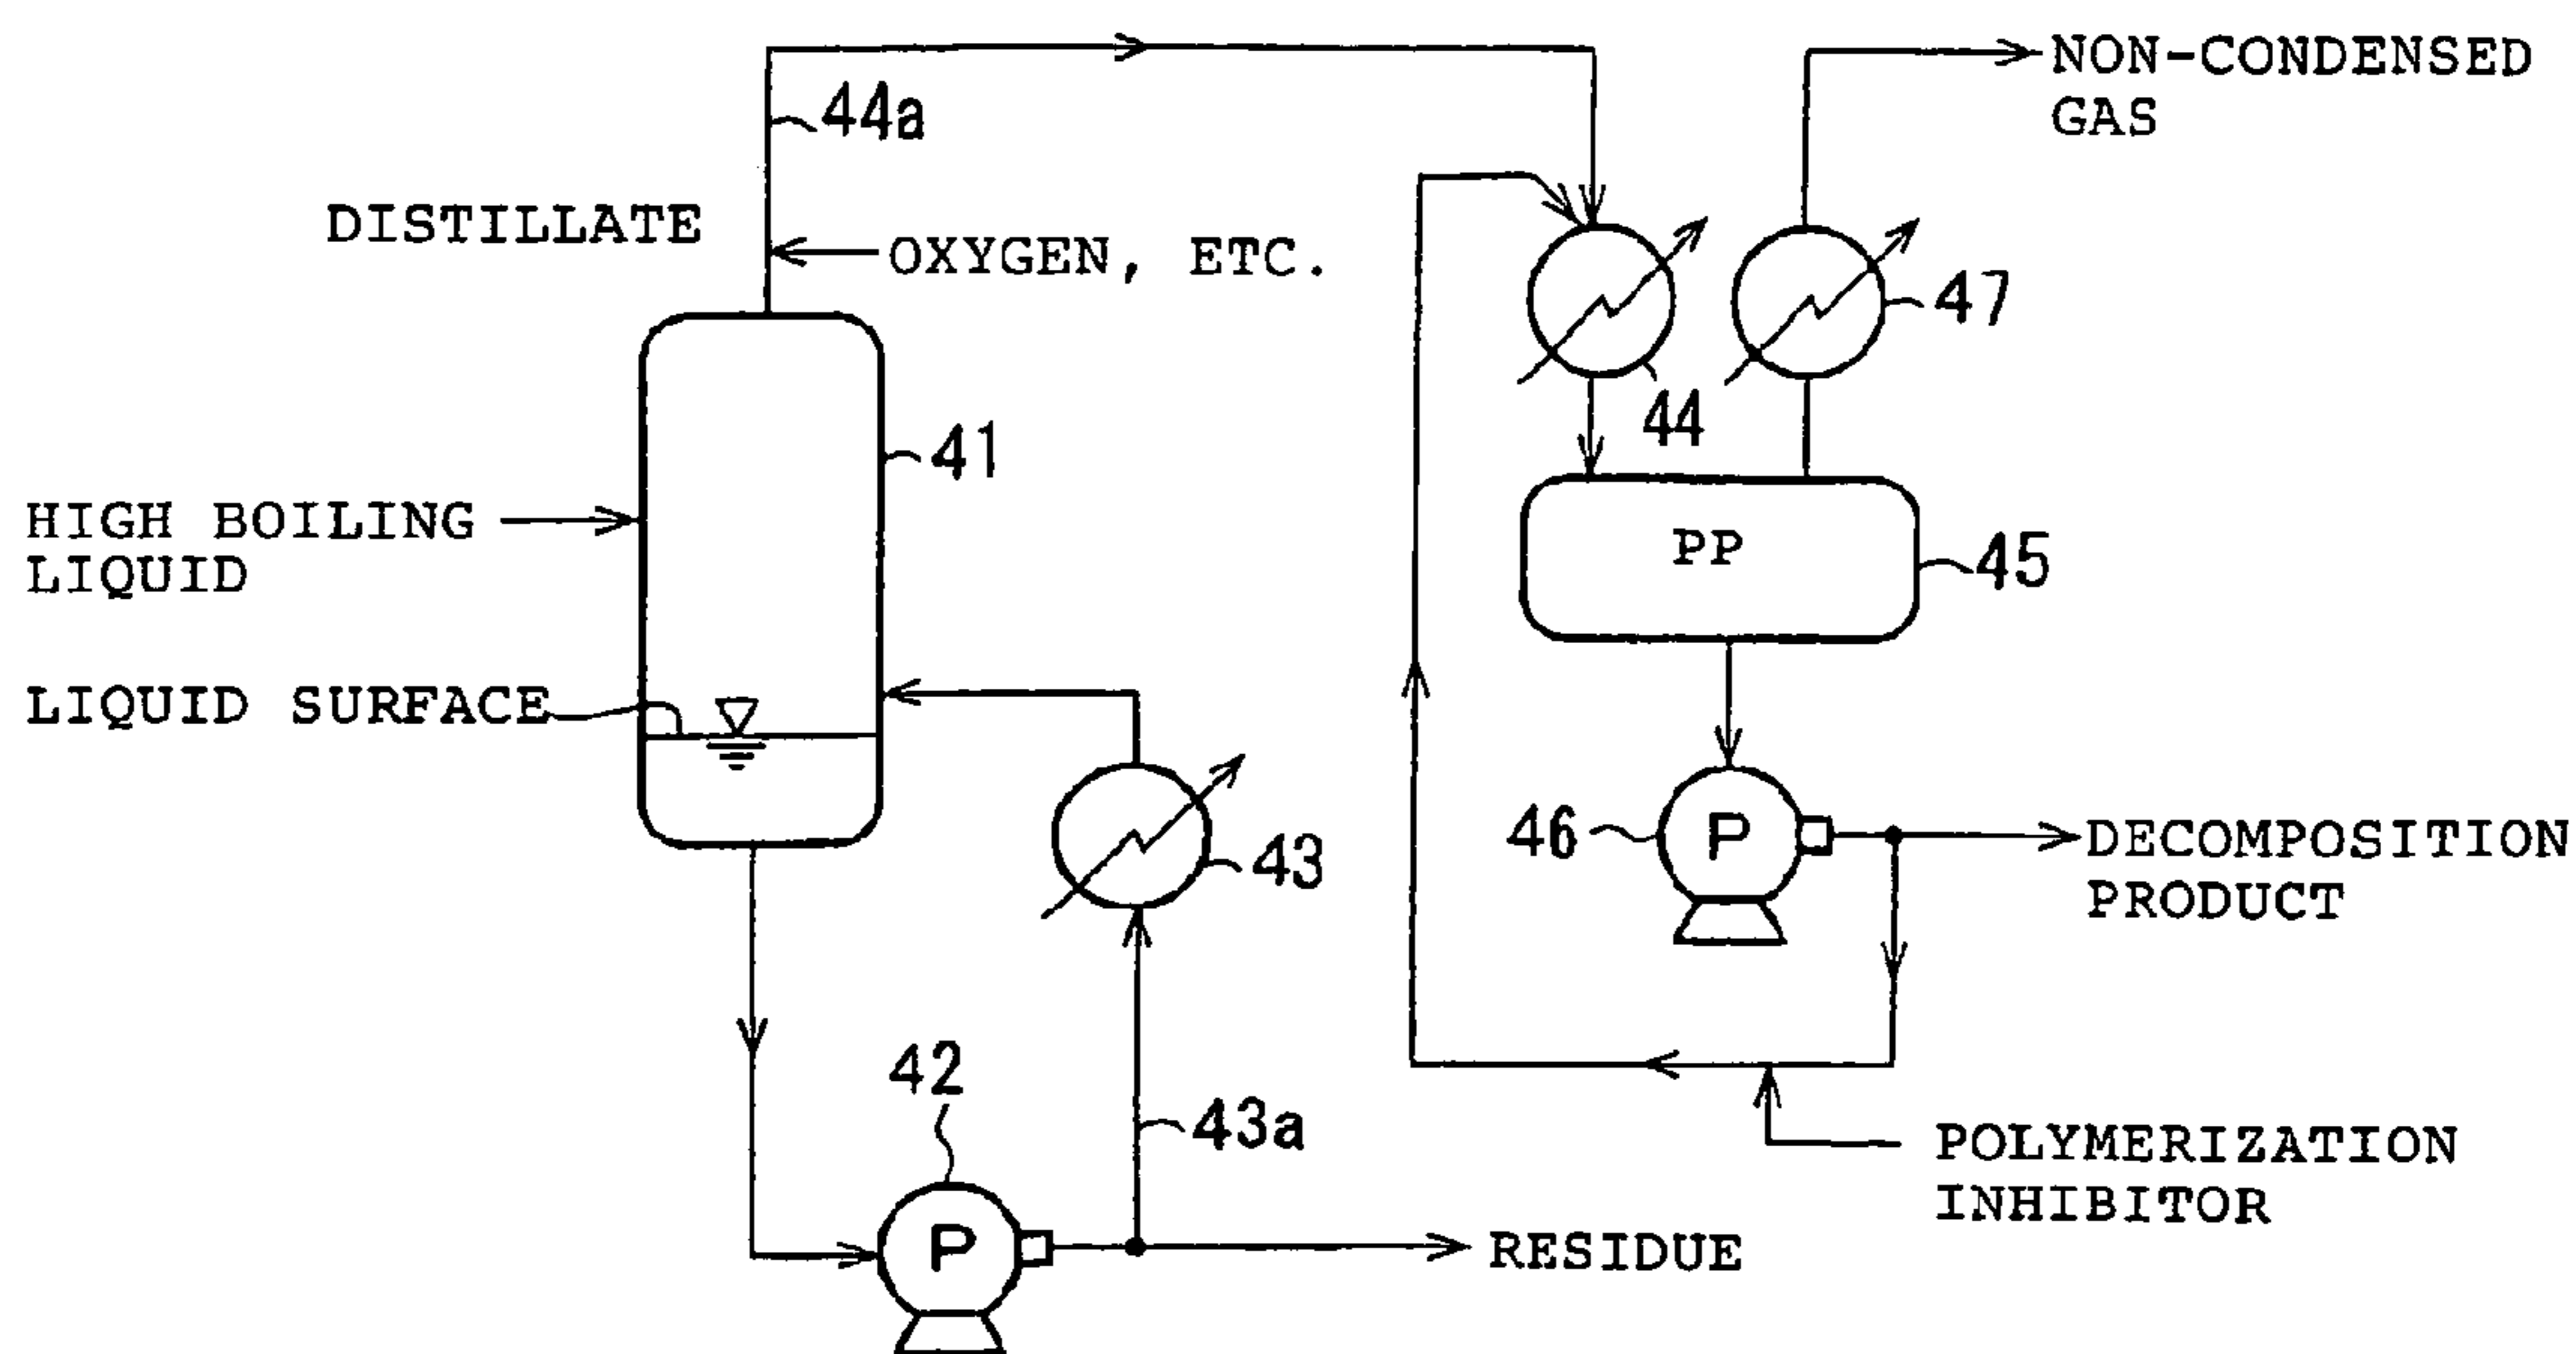 NON-CONDENSED
GAS
44a
DISTILLATE
OXYGEN, ETC.
47
44
41
HIGH BOILING
LIQUID
PP
45
LIQUID SURFACE
46
P
DECOMPOSITION
PRODUCT
43
42
43a
POLYMERIZATION
INHIBITOR
P
RESIDUE